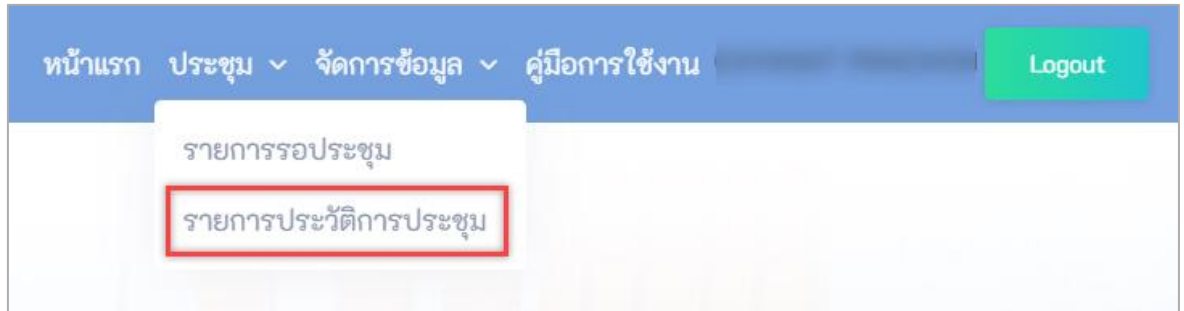 หน้าแรก ประชุม จัดการข้อมูล คู่มือการใช้งาน Logout
รายการรอประชุม
รายการประวัติการประชุม